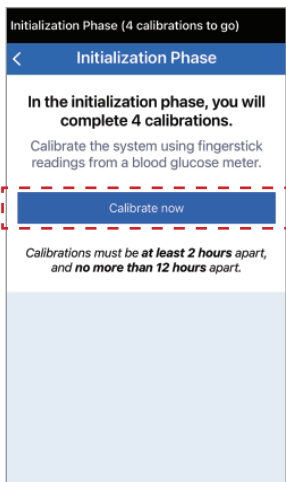 Initialization Phase (4 calibrations to go)
Initialization Phase
In the initialization phase, you will
complete 4 calibrations.
Calibrate the system using fingerstick
readings from a blood glucose meter.
Calibrate now
Calibrations must be at least 2 hours apart,
and no more than 12 hours apart.